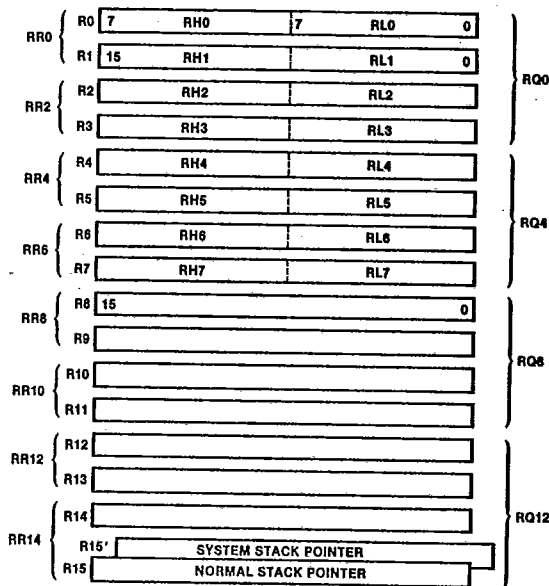 R0 7 RH0 7 RL0 0
RR0
R1 15 RH1 RL1 0
RQ0
R2 RH2 RL2
RR2
R3 RH3 RL3
R4 RH4 RL4
RR4
R5 RH5 RL5
RQ4
R6 RH6 RL6
RR6
R7 RH7 RL7
R8 15 0
RR8
R9
RQ8
R10
RR10
R11
R12
RR12
R13
RQ12
R14
RR14
R15' SYSTEM STACK POINTER
R15 NORMAL STACK POINTER